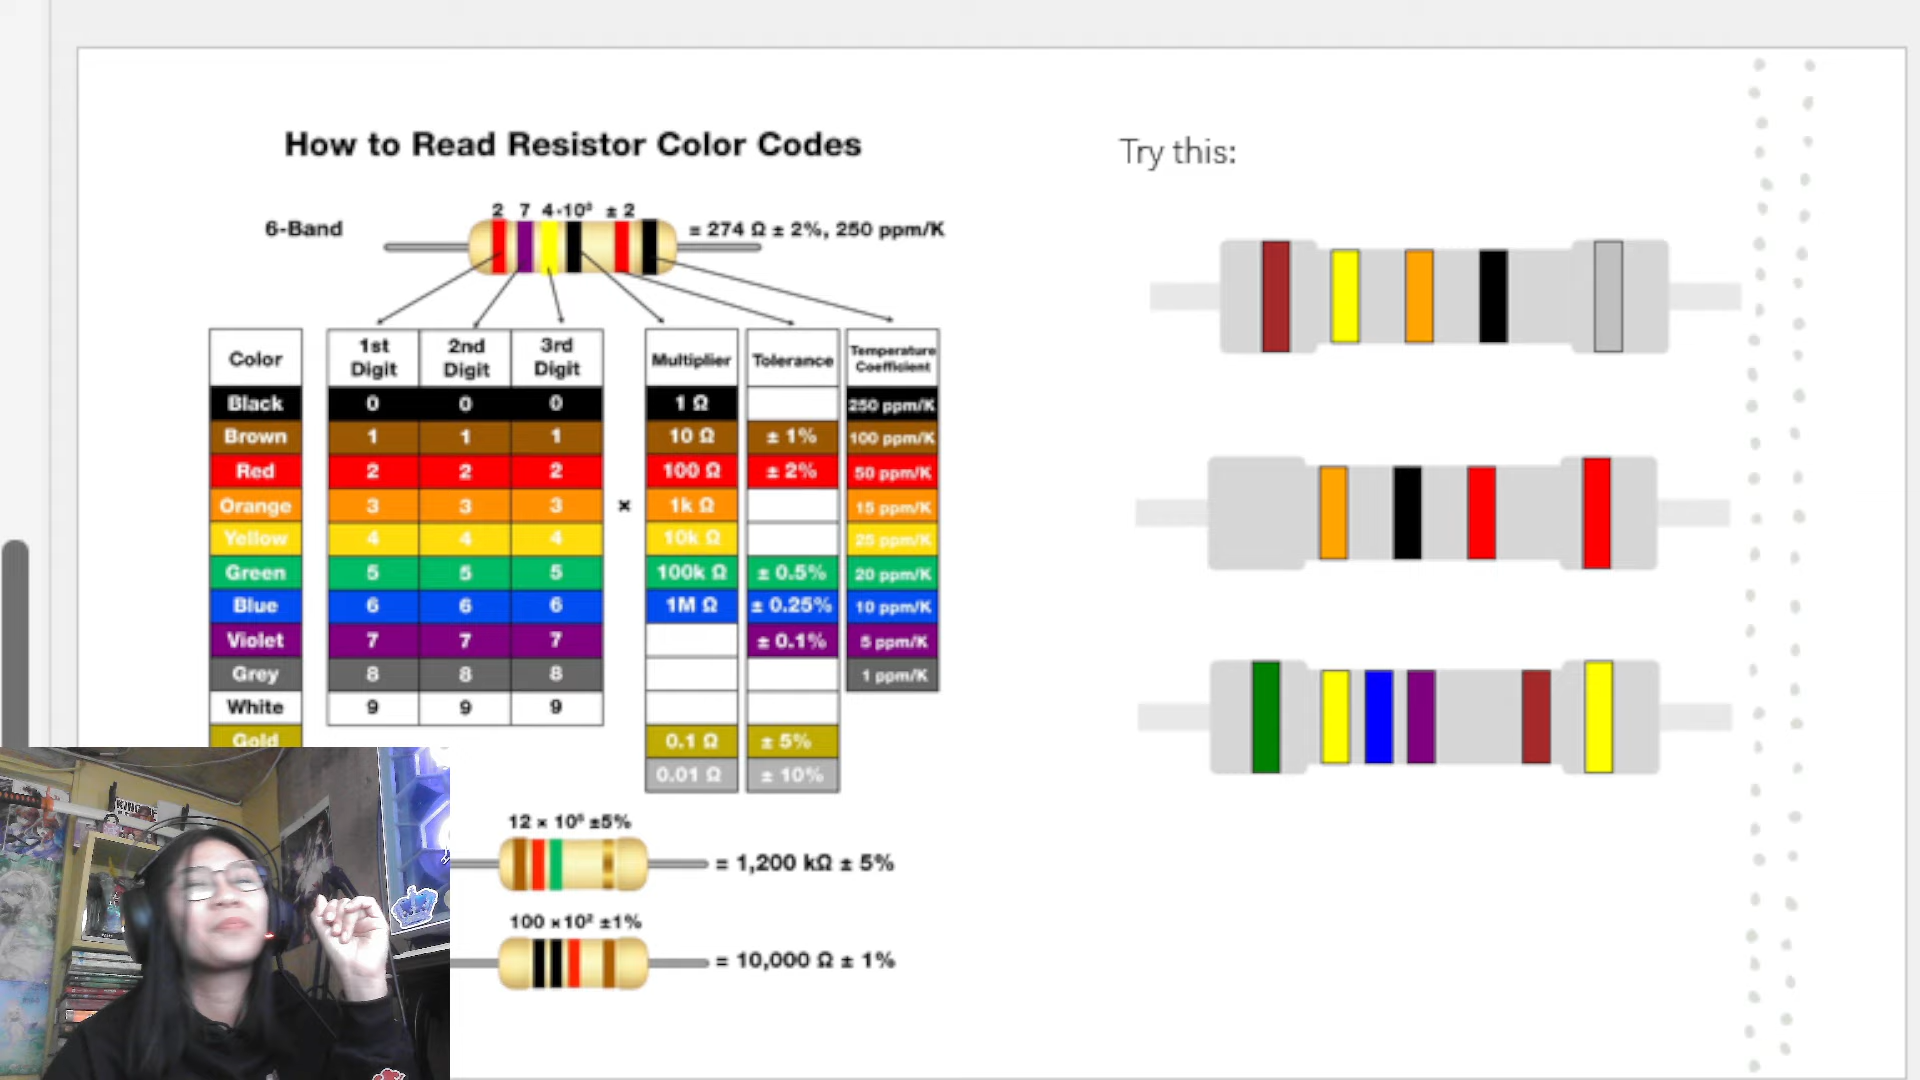 How to Read Resistor Color Codes
Try this:
2 7 4·10⁰ ± 2
6-Band
= 274 Ω ± 2%, 250 ppm/K
Color 1st Digit 2nd Digit 3rd Digit Multiplier Tolerance Temperature Coefficient
Black 0 0 0 1 Ω 250 ppm/K
Brown 1 1 1 10 Ω ± 1% 100 ppm/K
Red 2 2 2 100 Ω ± 2% 50 ppm/K
Orange 3 3 3 x 1k Ω 15 ppm/K
Yellow 4 4 4 10k Ω 25 ppm/K
Green 5 5 5 100k Ω ± 0.5% 20 ppm/K
Blue 6 6 6 1M Ω ± 0.25% 10 ppm/K
Violet 7 7 7 ± 0.1% 5 ppm/K
Grey 8 8 8 1 ppm/K
White 9 9 9
Gold 0.1 Ω ± 5%
0.01 Ω ± 10%
12 × 10⁵ ±5%
= 1,200 kΩ ± 5%
100 ×10² ±1%
= 10,000 Ω ± 1%